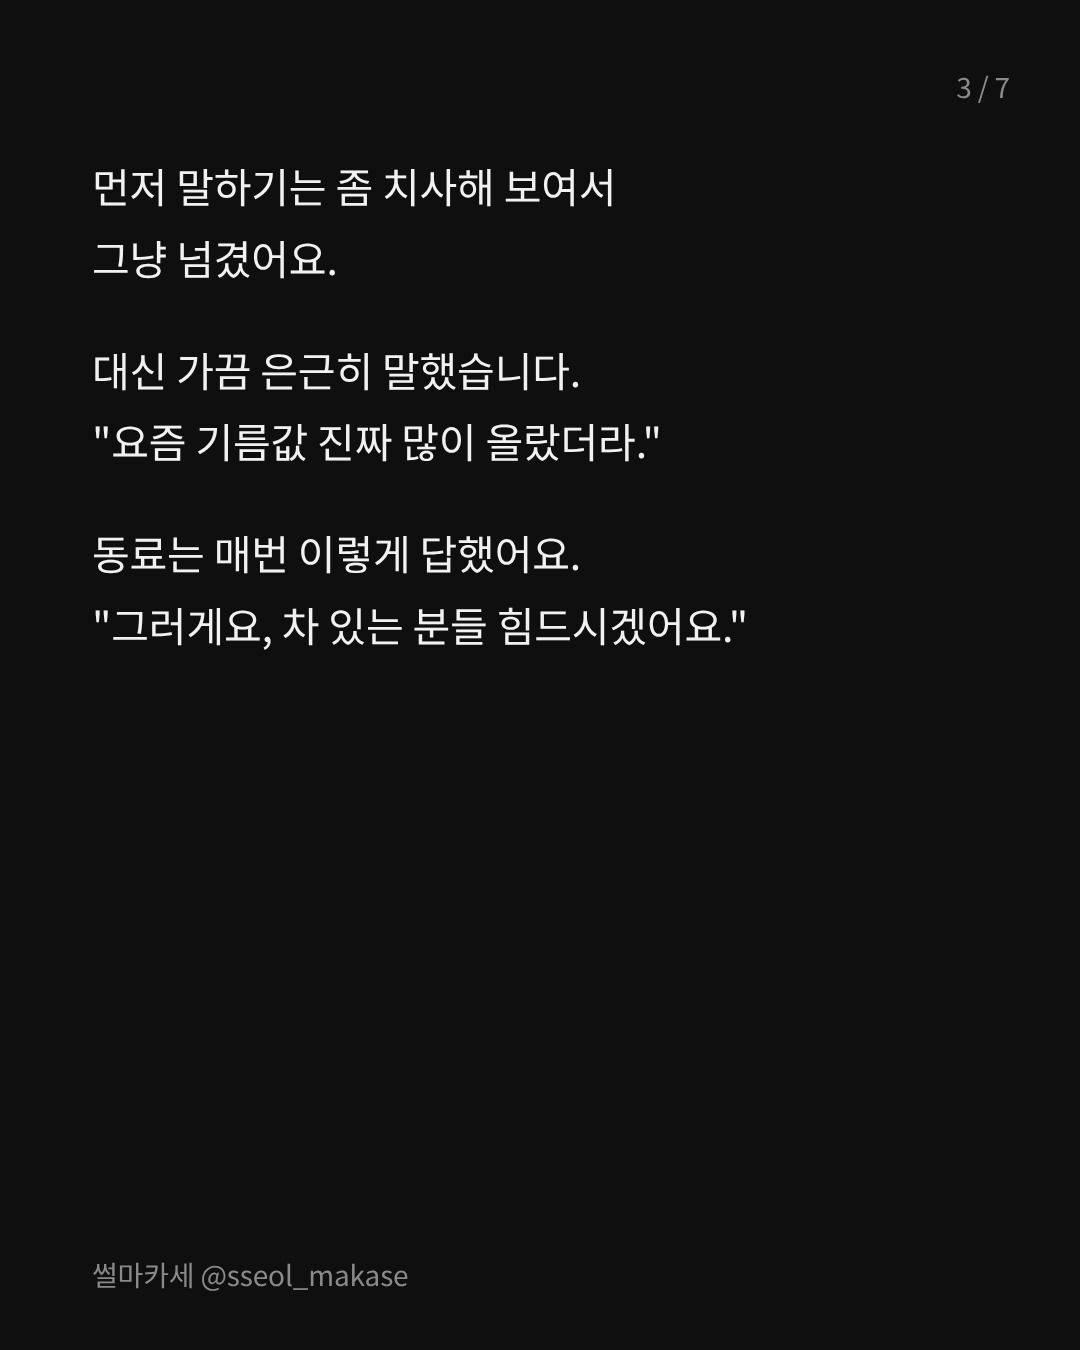 3 / 7
먼저 말하기는 좀 치사해 보여서
그냥 넘겼어요.
대신 가끔 은근히 말했습니다.
"요즘 기름값 진짜 많이 올랐더라."
동료는 매번 이렇게 답했어요.
"그러게요, 차 있는 분들 힘드시겠어요."
썰마카세 @sseol_makase